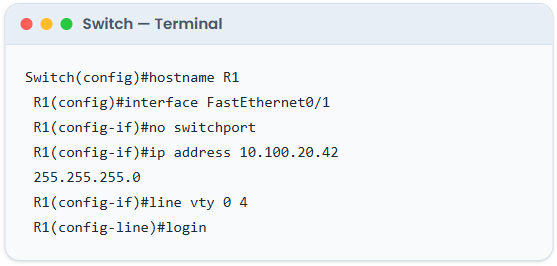 Switch — Terminal
Switch(config)#hostname R1
R1(config)#interface FastEthernet0/1
R1(config-if)#no switchport
R1(config-if)#ip address 10.100.20.42
255.255.255.0
R1(config-if)#line vty 0 4
R1(config-line)#login